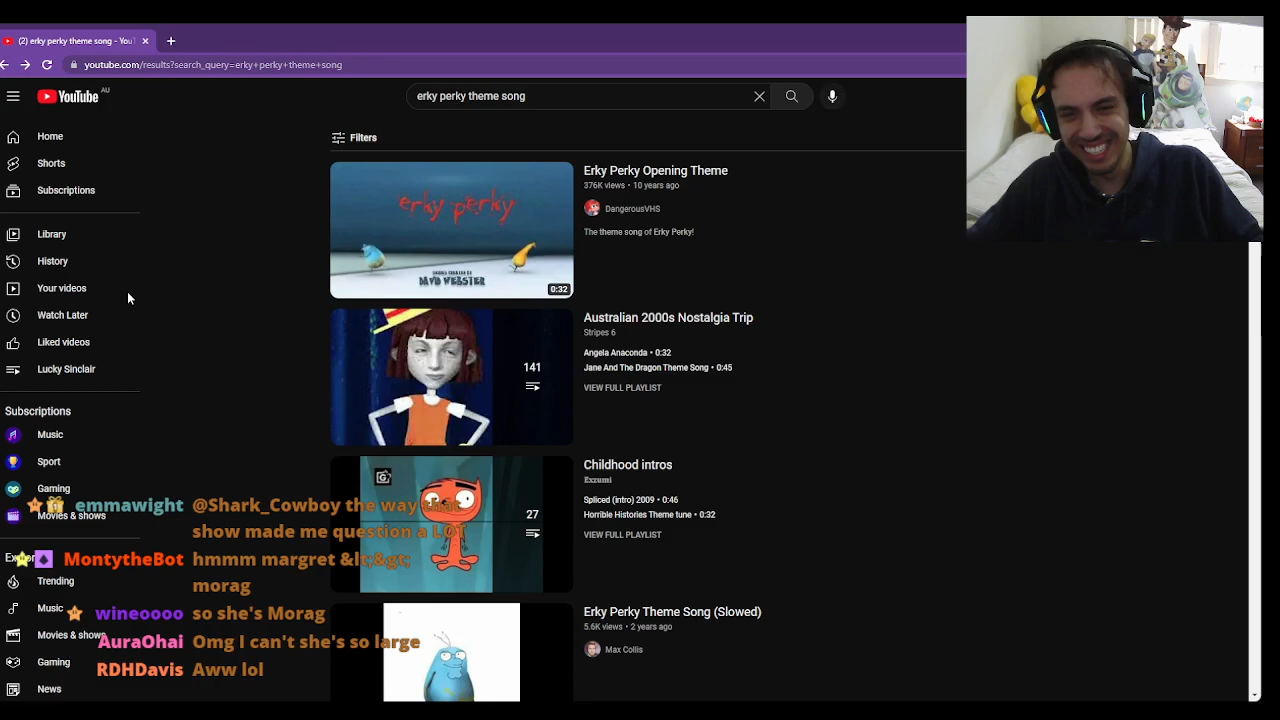 (2) erky perky theme song - YouT
youtube.com/results?search_query=erky+perky+theme+song
YouTube AU
erky perky theme song
Home
Shorts
Subscriptions
Library
History
Your videos
Watch Later
Liked videos
Lucky Sinclair
Subscriptions
Music
Sport
Gaming
Movies & shows
Trending
Music
Movies & shows
Gaming
News
Filters
erky perky
SERIES CREATED BY
DAVID WEBSTER
0:32
Erky Perky Opening Theme
376K views • 10 years ago
DangerousVHS
The theme song of Erky Perky!
141
Australian 2000s Nostalgia Trip
Stripes 6
Angela Anaconda • 0:32
Jane And The Dragon Theme Song • 0:45
VIEW FULL PLAYLIST
27
Childhood intros
Exzumi
Spliced (intro) 2009 • 0:46
Horrible Histories Theme tune • 0:32
VIEW FULL PLAYLIST
Erky Perky Theme Song (Slowed)
5.6K views • 2 years ago
Max Collis
emmawight @Shark_Cowboy the way that
show made me question a LOT
MontytheBot hmmm margret &lt;&gt;
morag
wineoooo so she's Morag
AuraOhai Omg I can't she's so large
RDHDavis Aww lol